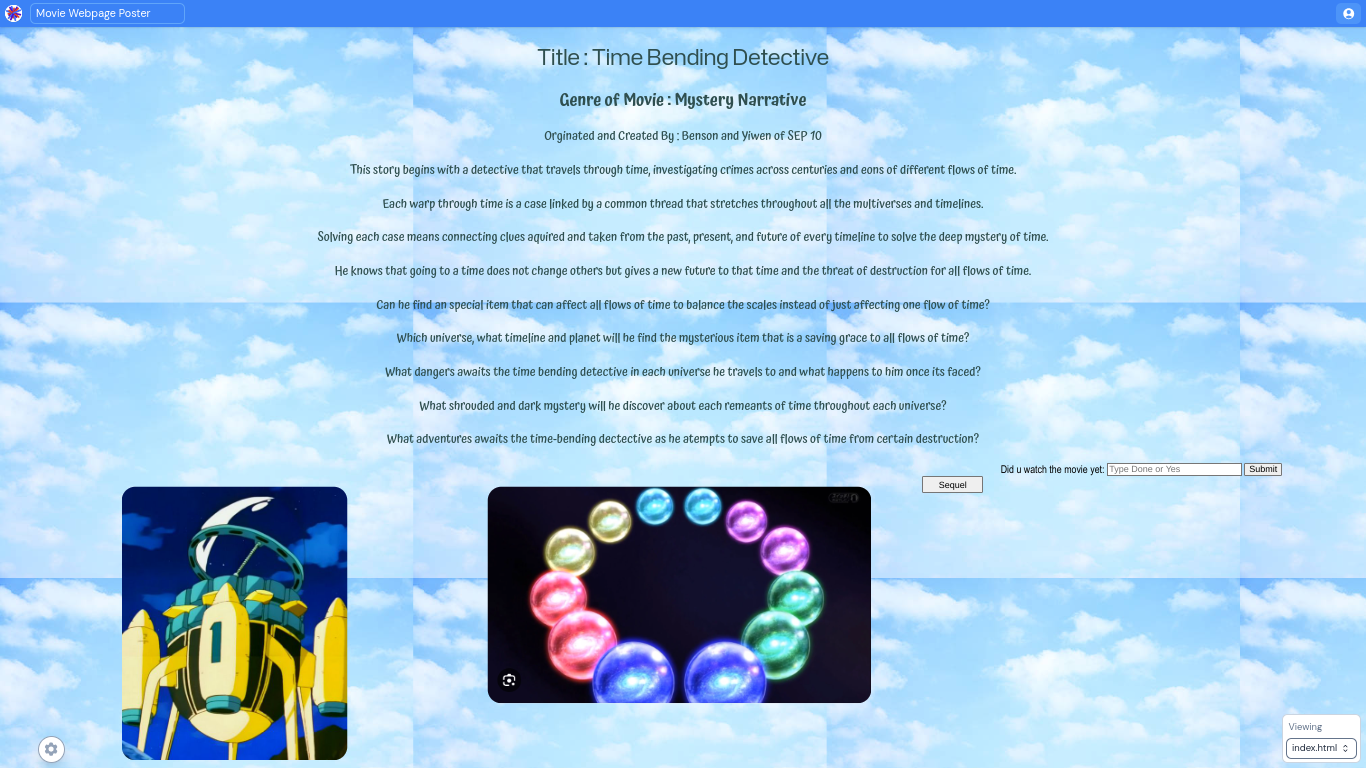 Movie Webpage Poster
Title : Time Bending Detective
Genre of Movie : Mystery Narrative
Orginated and Created By : Benson and Yiwen of SEP 10
This story begins with a detective that travels through time, investigating crimes across centuries and eons of different flows of time.
Each warp through time is a case linked by a common thread that stretches throughout all the multiverses and timelines.
Solving each case means connecting clues aquired and taken from the past, present, and future of every timeline to solve the deep mystery of time.
He knows that going to a time does not change others but gives a new future to that time and the threat of destruction for all flows of time.
Can he find an special item that can affect all flows of time to balance the scales instead of just affecting one flow of time?
Which universe, what timeline and planet will he find the mysterious item that is a saving grace to all flows of time?
What dangers awaits the time bending detective in each universe he travels to and what happens to him once its faced?
What shrouded and dark mystery will he discover about each remeants of time throughout each universe?
What adventures awaits the time-bending dectective as he atempts to save all flows of time from certain destruction?
Did u watch the movie yet: Type Done or Yes Submit
Sequel
1
Viewing
index.html